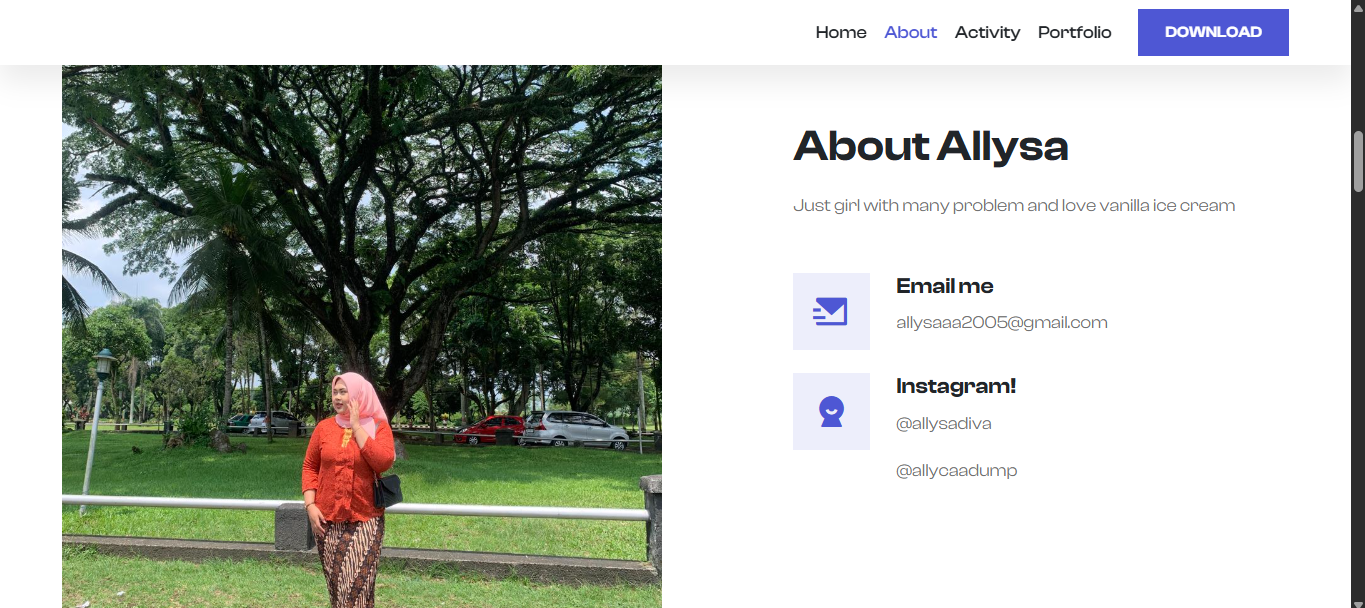 Home About Activity Portfolio DOWNLOAD
About Allysa
Just girl with many problem and love vanilla ice cream
Email me
allysaaa2005@gmail.com
Instagram!
@allysadiva
@allycaadump